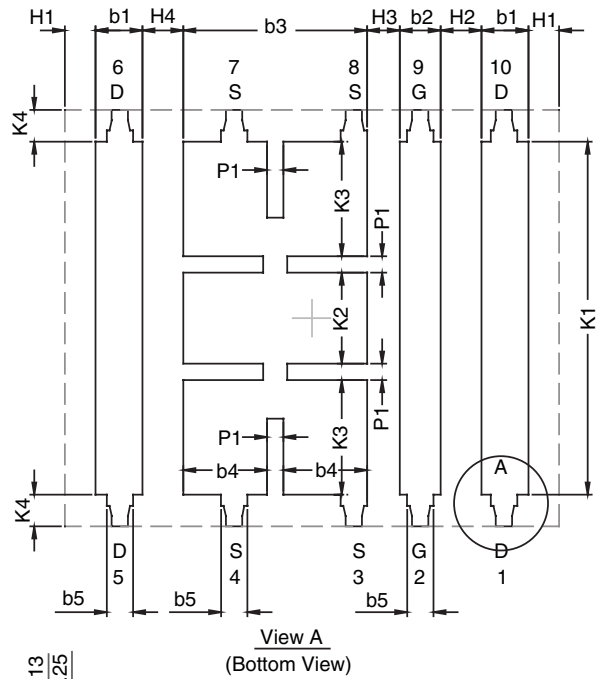 H1 b1 H4 b3 H3 b2 H2 b1 H1
6 7 8 9 10
D S S G D
K4
P1 K3 P1
K2 K1
P1 K3 P1
b4 b4 A
K4
D S S G D
5 4 3 2 1
b5 b5 b5
View A
(Bottom View)
13
.25